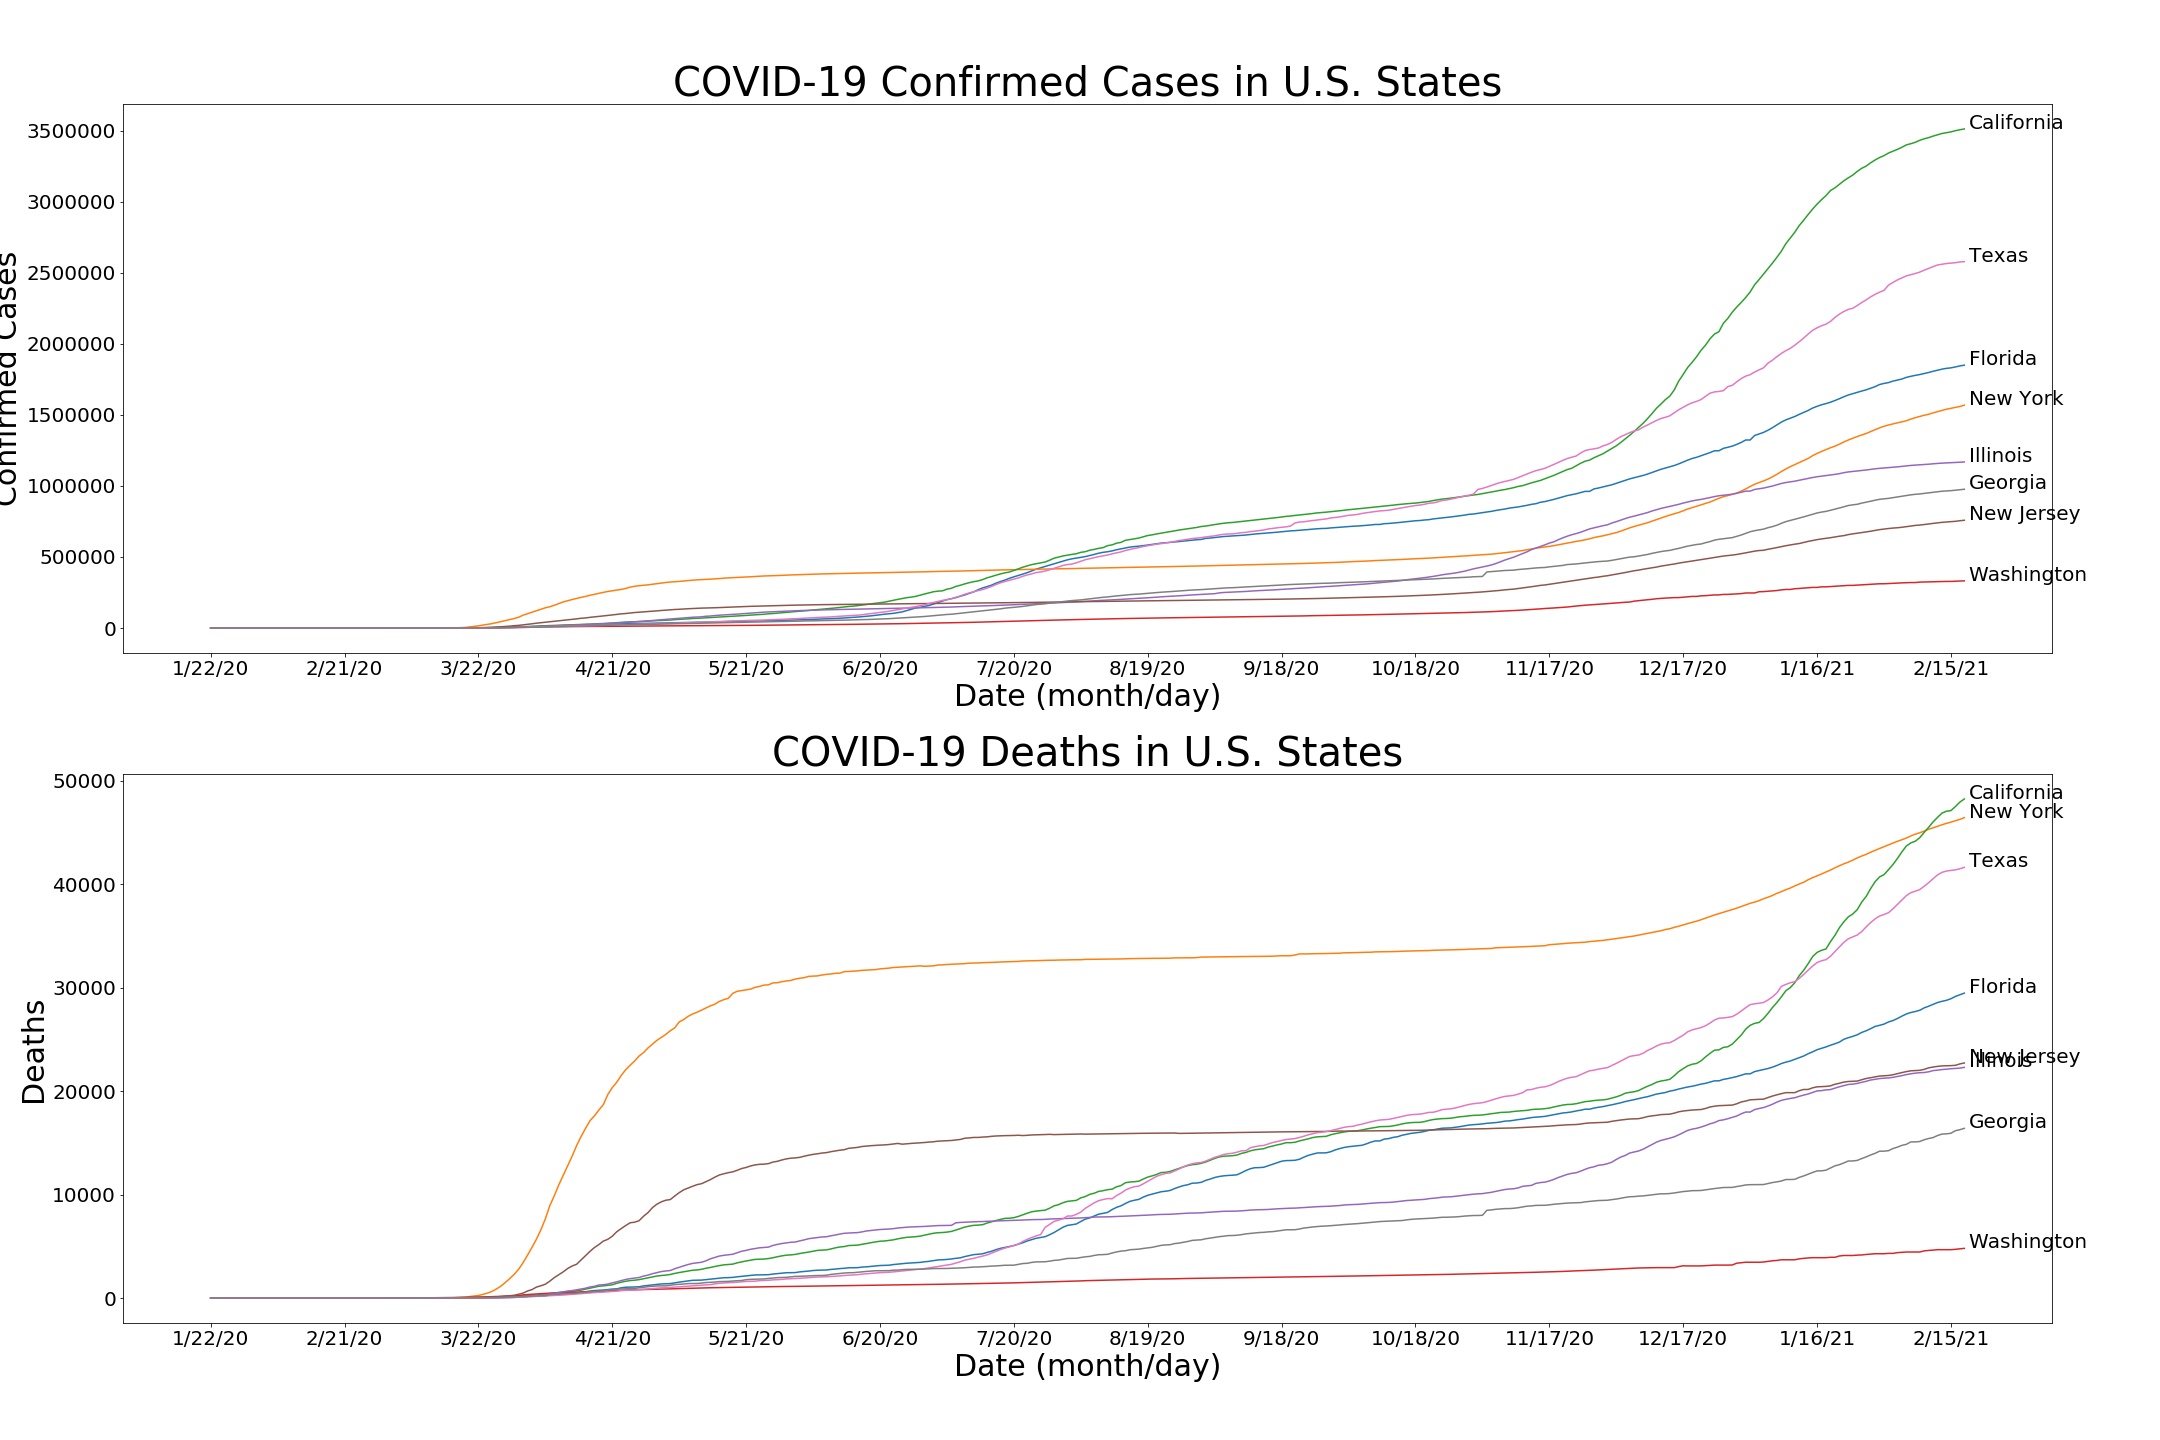 COVID-19 Confirmed Cases in U.S. States
Confirmed Cases
3500000
3000000
2500000
2000000
1500000
1000000
500000
0
California
Texas
Florida
New York
Illinois
Georgia
New Jersey
Washington
1/22/20 2/21/20 3/22/20 4/21/20 5/21/20 6/20/20 7/20/20 8/19/20 9/18/20 10/18/20 11/17/20 12/17/20 1/16/21 2/15/21
Date (month/day)
COVID-19 Deaths in U.S. States
Deaths
50000
40000
30000
20000
10000
0
California
New York
Texas
Florida
New Jersey
Illinois
Georgia
Washington
1/22/20 2/21/20 3/22/20 4/21/20 5/21/20 6/20/20 7/20/20 8/19/20 9/18/20 10/18/20 11/17/20 12/17/20 1/16/21 2/15/21
Date (month/day)